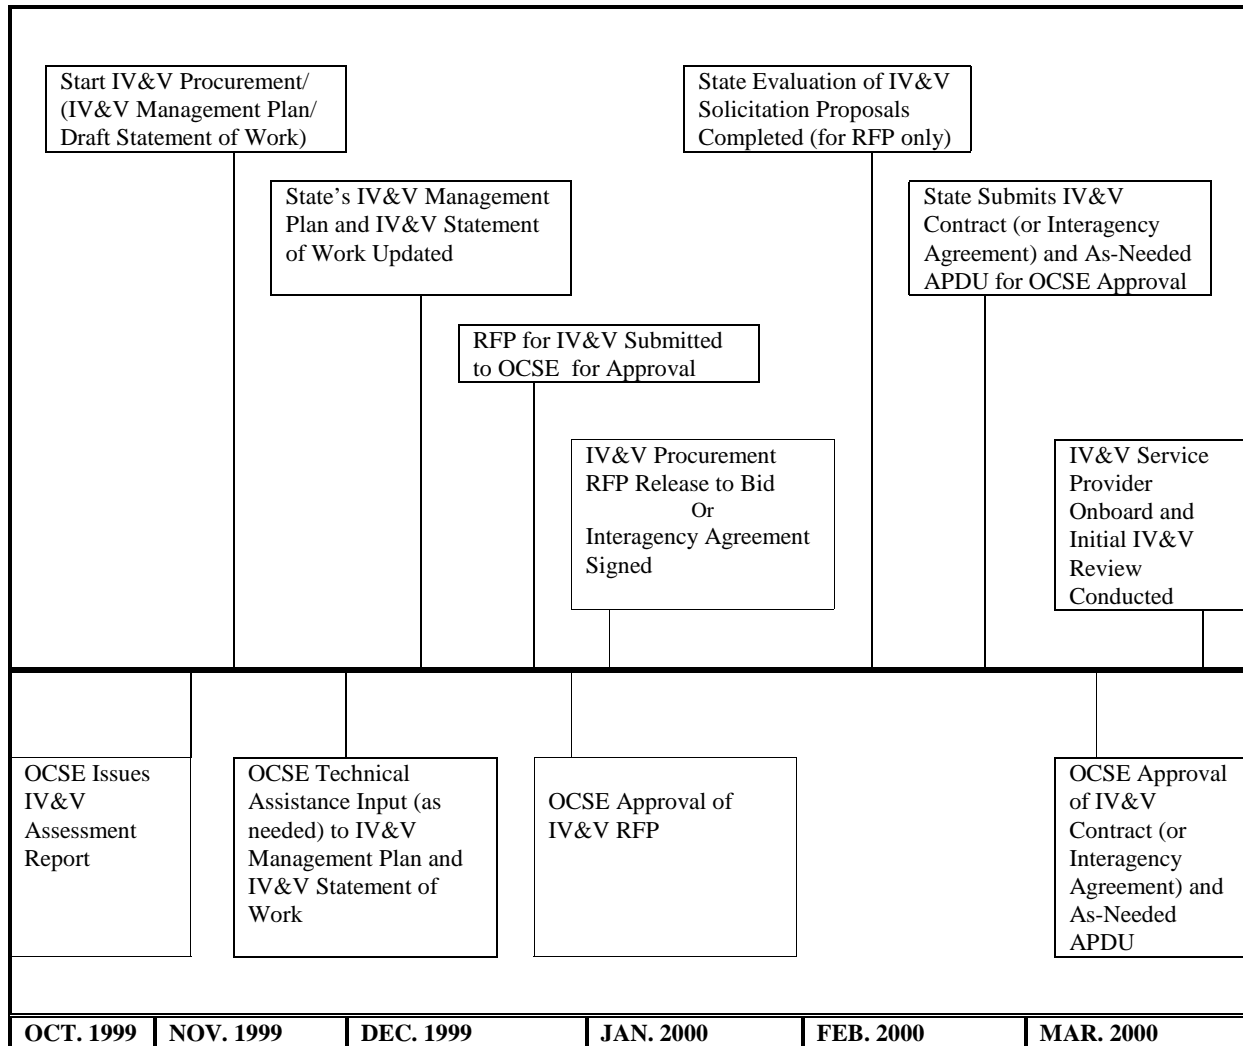 Start IV&V Procurement/
(IV&V Management Plan/
Draft Statement of Work)
State Evaluation of IV&V
Solicitation Proposals
Completed (for RFP only)
State’s IV&V Management
Plan and IV&V Statement
of Work Updated
State Submits IV&V
Contract (or Interagency
Agreement) and As-Needed
APDU for OCSE Approval
RFP for IV&V Submitted
to OCSE for Approval
IV&V Procurement
RFP Release to Bid
Or
Interagency Agreement
Signed
IV&V Service
Provider
Onboard and
Initial IV&V
Review
Conducted
OCSE Issues
IV&V
Assessment
Report
OCSE Technical
Assistance Input (as
needed) to IV&V
Management Plan and
IV&V Statement of
Work
OCSE Approval of
IV&V RFP
OCSE Approval
of IV&V
Contract (or
Interagency
Agreement) and
As-Needed
APDU
OCT. 1999 NOV. 1999 DEC. 1999 JAN. 2000 FEB. 2000 MAR. 2000